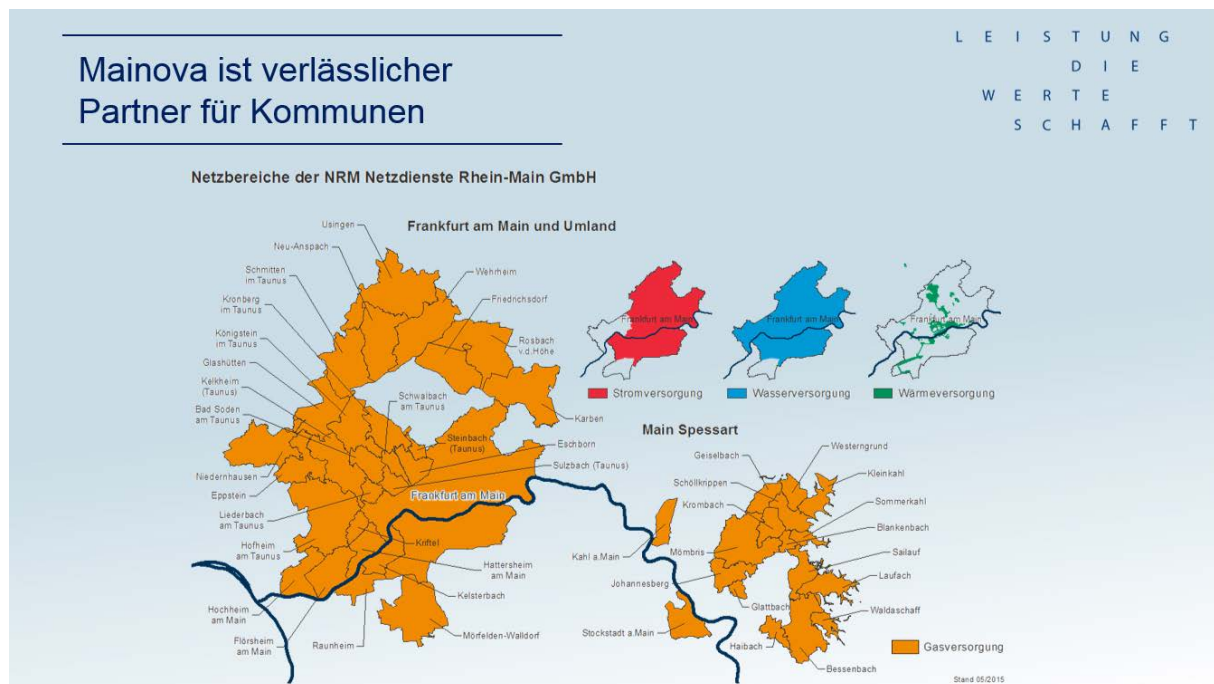 Mainova ist verlässlicher
Partner für Kommunen
L E I S T U N G
D I E
W E R T E
S C H A F F T
Netzbereiche der NRM Netzdienste Rhein-Main GmbH
Frankfurt am Main und Umland
Usingen
Neu-Anspach
Schmitten
im Taunus
Kronberg
im Taunus
Königstein
im Taunus
Glashütten
Kelkheim
(Taunus)
Bad Soden
am Taunus
Niedernhausen
Eppstein
Liederbach
am Taunus
Hofheim
am Taunus
Hochheim
am Main
Flörsheim
am Main
Raunheim
Wehrheim
Friedrichsdorf
Rosbach
v.d.Höhe
Karben
Schwalbach
am Taunus
Steinbach
(Taunus)
Eschborn
Sulzbach (Taunus)
Frankfurt am Main
Kriftel
Hattersheim
am Main
Kelsterbach
Mörfelden-Walldorf
Frankfurt am Main
Stromversorgung
Frankfurt am Main
Wasserversorgung
Frankfurt am Main
Wärmeversorgung
Main Spessart
Geiselbach
Westerngrund
Schöllkrippen
Kleinkahl
Krombach
Sommerkahl
Blankenbach
Kahl a.Main
Mömbris
Sailauf
Johannesberg
Laufach
Glattbach
Waldaschaff
Stockstadt a.Main
Haibach
Bessenbach
Gasversorgung
Stand 05/2015